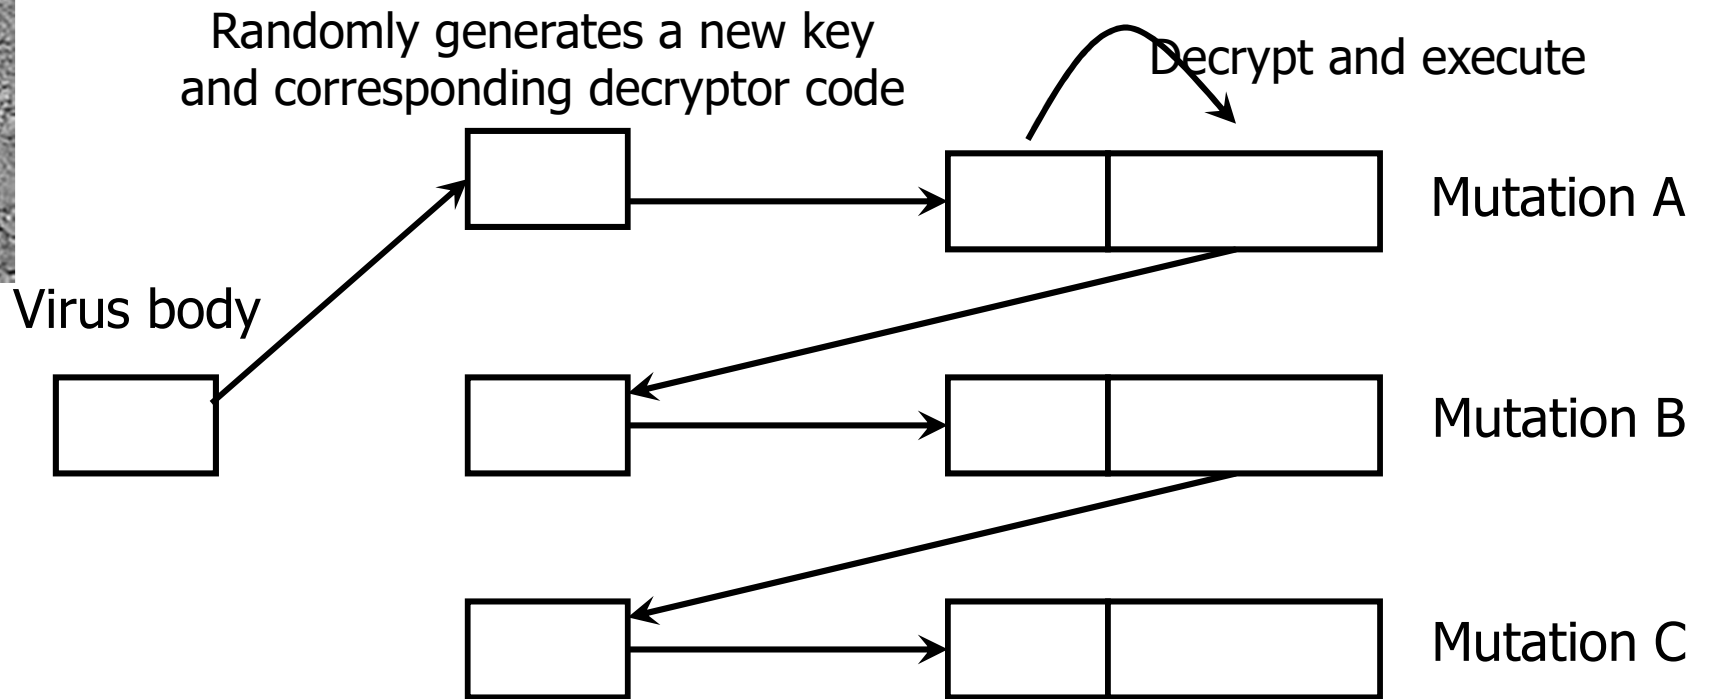 Randomly generates a new key
and corresponding decryptor code
Decrypt and execute
Mutation A
Virus body
Mutation B
Mutation C